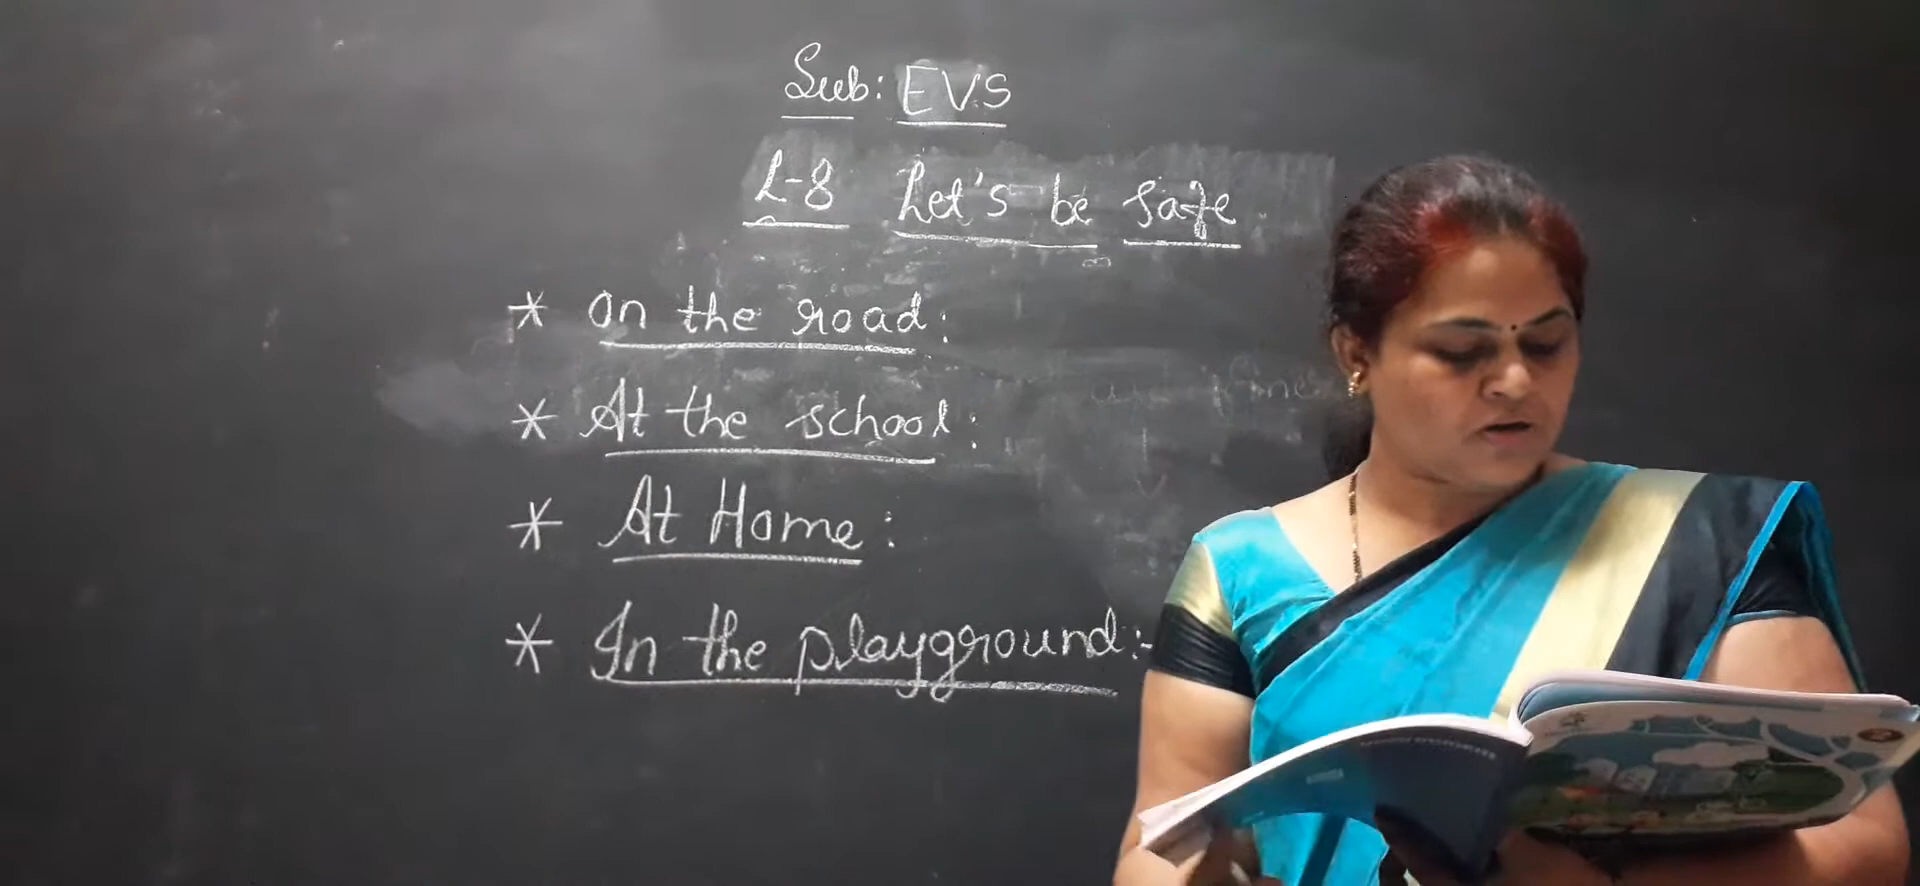 Sub: EVS
L-8 Let's be safe
* On the road:
* At the school:
* At Home:
* In the playground:-